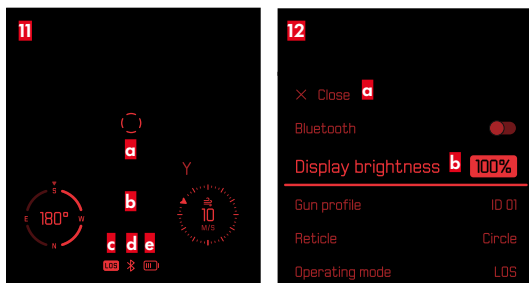 11
a
Y
S
E 180° W
N
b
10
M/S
c d e
LOS
12
× Close a
Bluetooth
Display brightness b 100%
Gun profile ID 01
Reticle Circle
Operating mode LOS